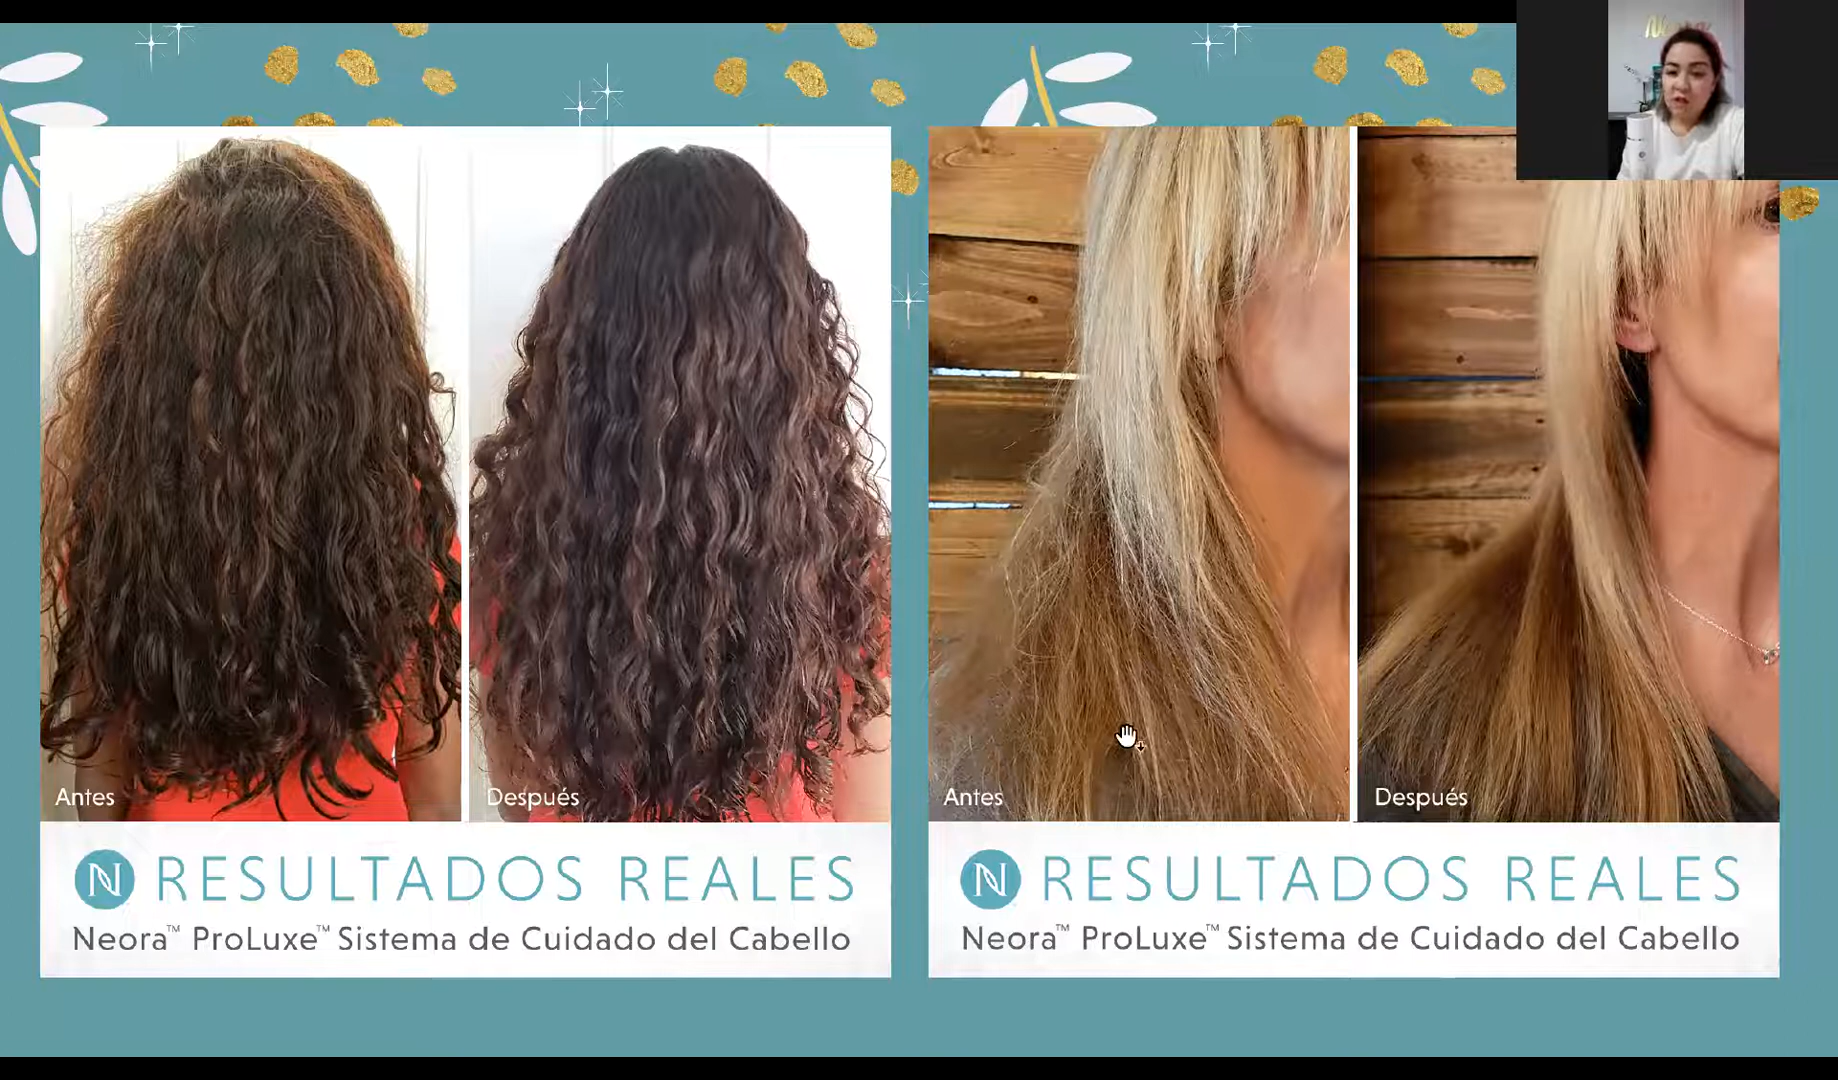 Neora
Antes
Después
N RESULTADOS REALES
Neora™ ProLuxe™ Sistema de Cuidado del Cabello
Antes
Después
N RESULTADOS REALES
Neora™ ProLuxe™ Sistema de Cuidado del Cabello